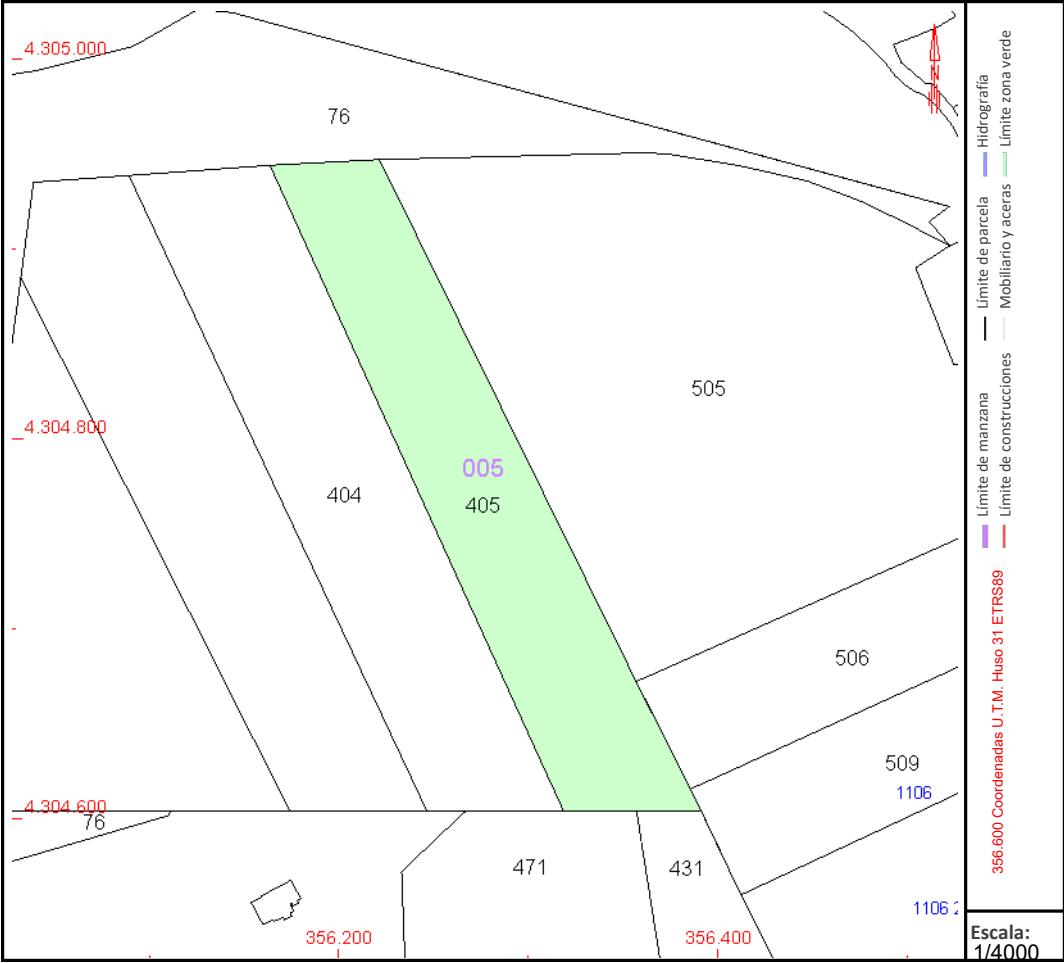 4.305.000
76
505
4.304.800
005
404
405
506
509
1106
4.304.600
76
471
431
1106
356.200
356.400
N
Hidrografía
Límite zona verde
Límite de parcela
Mobiliario y aceras
Límite de manzana
Límite de construcciones
356.600 Coordenadas U.T.M. Huso 31 ETRS89
Escala:
1/4000